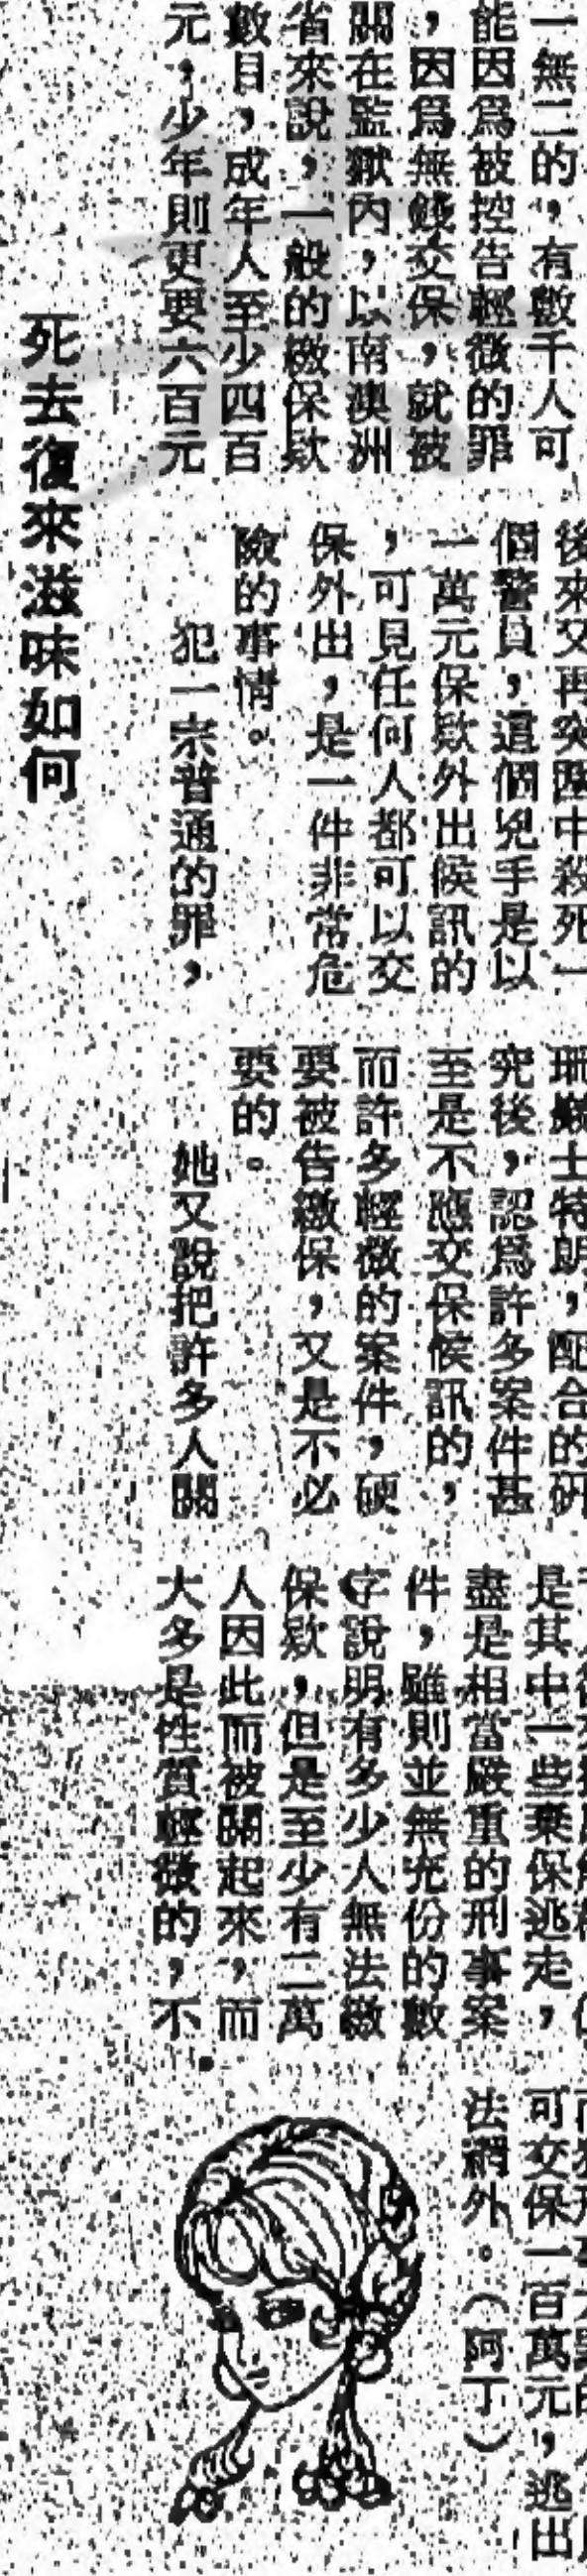 一無二的，有數千人可
能因爲被控告輕微的罪
，因爲無錢交保，就被
關在監獄內，以南澳洲
省來說，一般的繳保欵
數目，成年人至少四百
元，少年則更要六百元
後來又再突圍中殺死一
個警員，這個兇手是以
一萬元保欵外出候訊的
，可見任何人都可以交
保外出，是一件非常危
險的事情。
犯一宗普通的罪，
士特朗，配合的研
究後，認爲許多案件甚
至是不應交保候訊的，
而許多輕微的案件，硬
要被告繳保，又是不必
要的。
她又說把許多人關
是其中一些棄保逃走，
盡是相當嚴重的刑事案
件，雖則並無充份的數
字說明有多少人無法繳
保欵，但是至少有二萬
人因此而被關起來，而
大多是性質輕微的，不
可交保一百萬元，逃出
法網外。（阿丁）
死去復來滋味如何